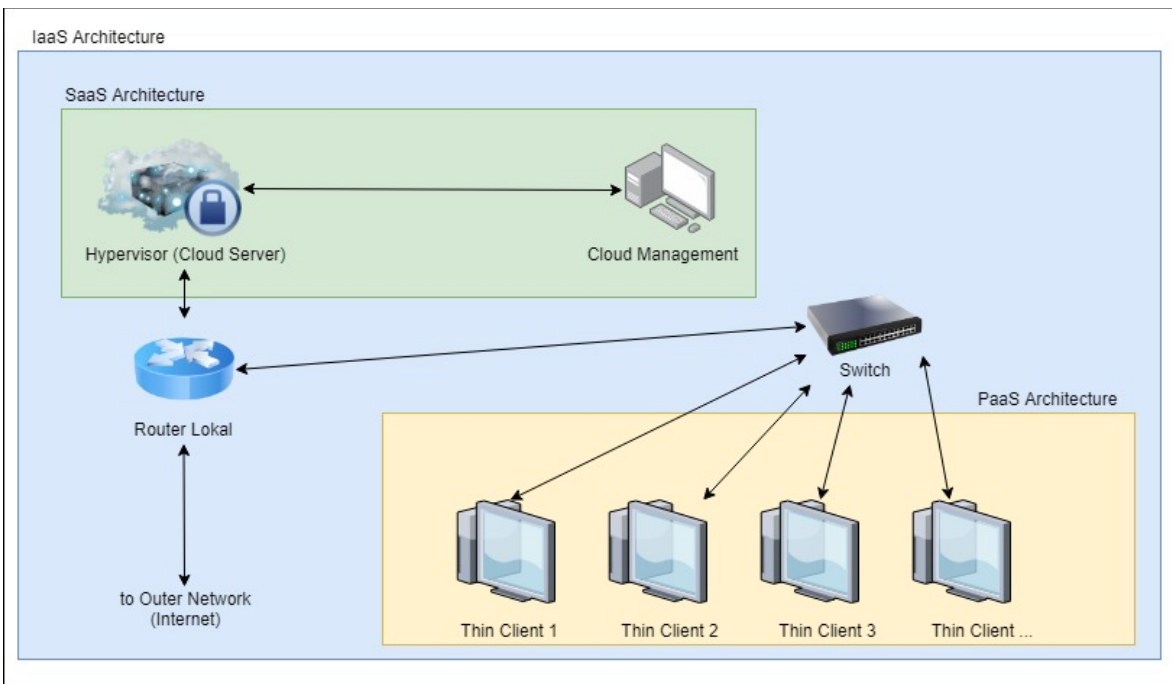 IaaS Architecture
SaaS Architecture
Hypervisor (Cloud Server)
Cloud Management
Switch
PaaS Architecture
Router Lokal
to Outer Network
(Internet)
Thin Client 1
Thin Client 2
Thin Client 3
Thin Client ...